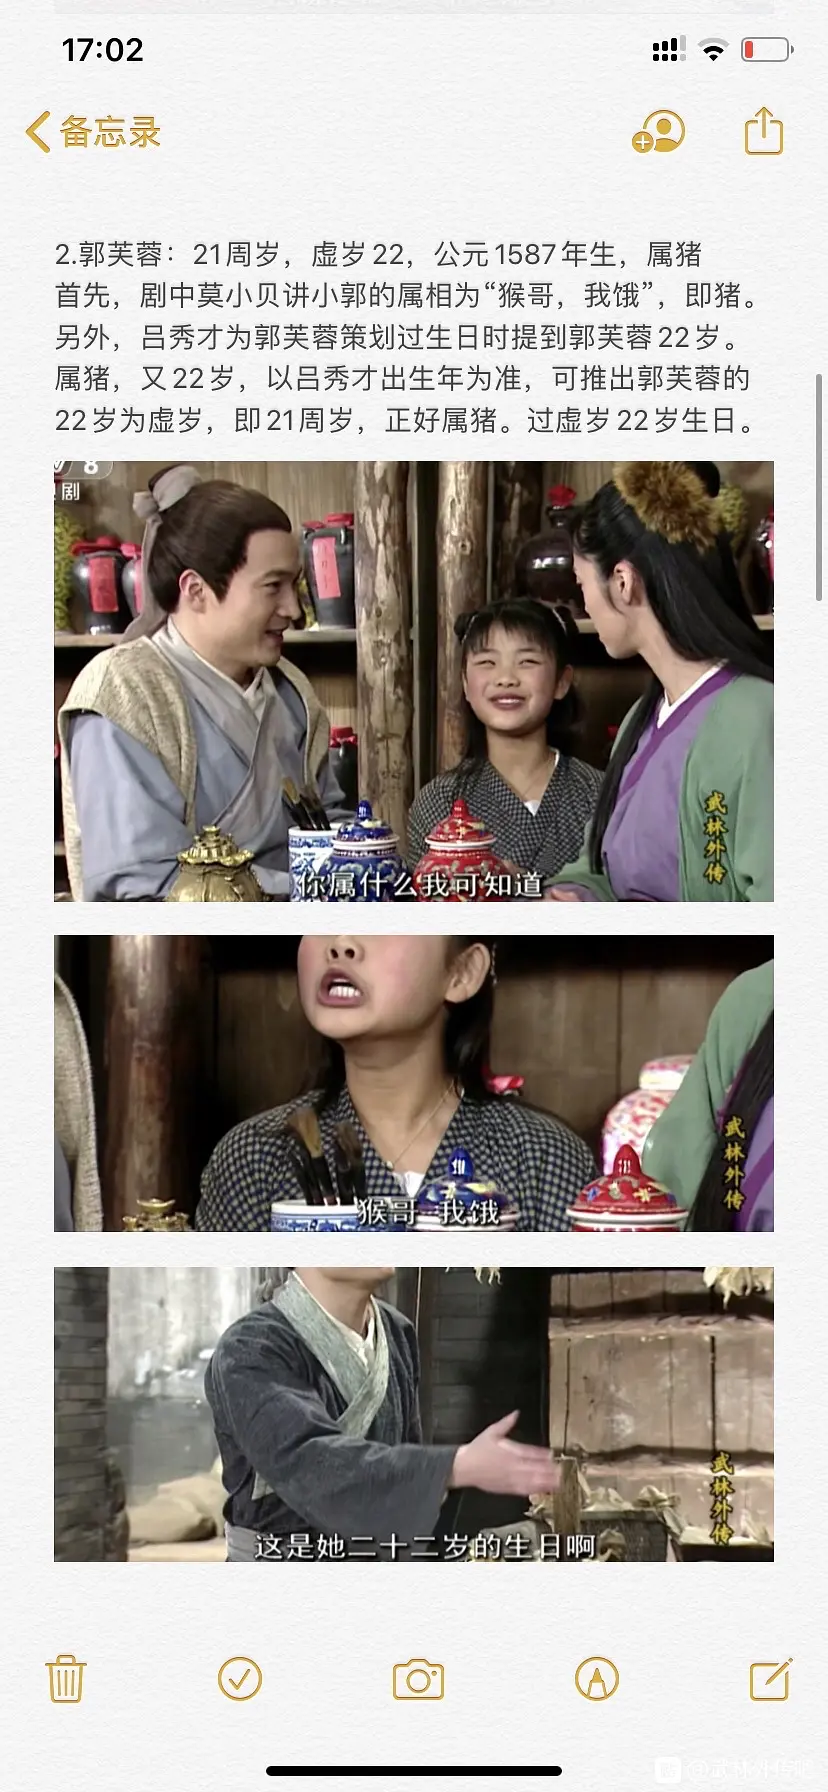 17:02
备忘录
2.郭芙蓉：21周岁，虚岁22，公元1587年生，属猪
首先，剧中莫小贝讲小郭的属相为“猴哥，我饿”，即猪。
另外，吕秀才为郭芙蓉策划过生日时提到郭芙蓉22岁。
属猪，又22岁，以吕秀才出生年为准，可推出郭芙蓉的
22岁为虚岁，即21周岁，正好属猪。过虚岁22岁生日。
8
剧
武林外传
你属什么我可知道
武林外传
猴哥 我饿
武林外传
这是她二十二岁的生日啊
@武林外传吧